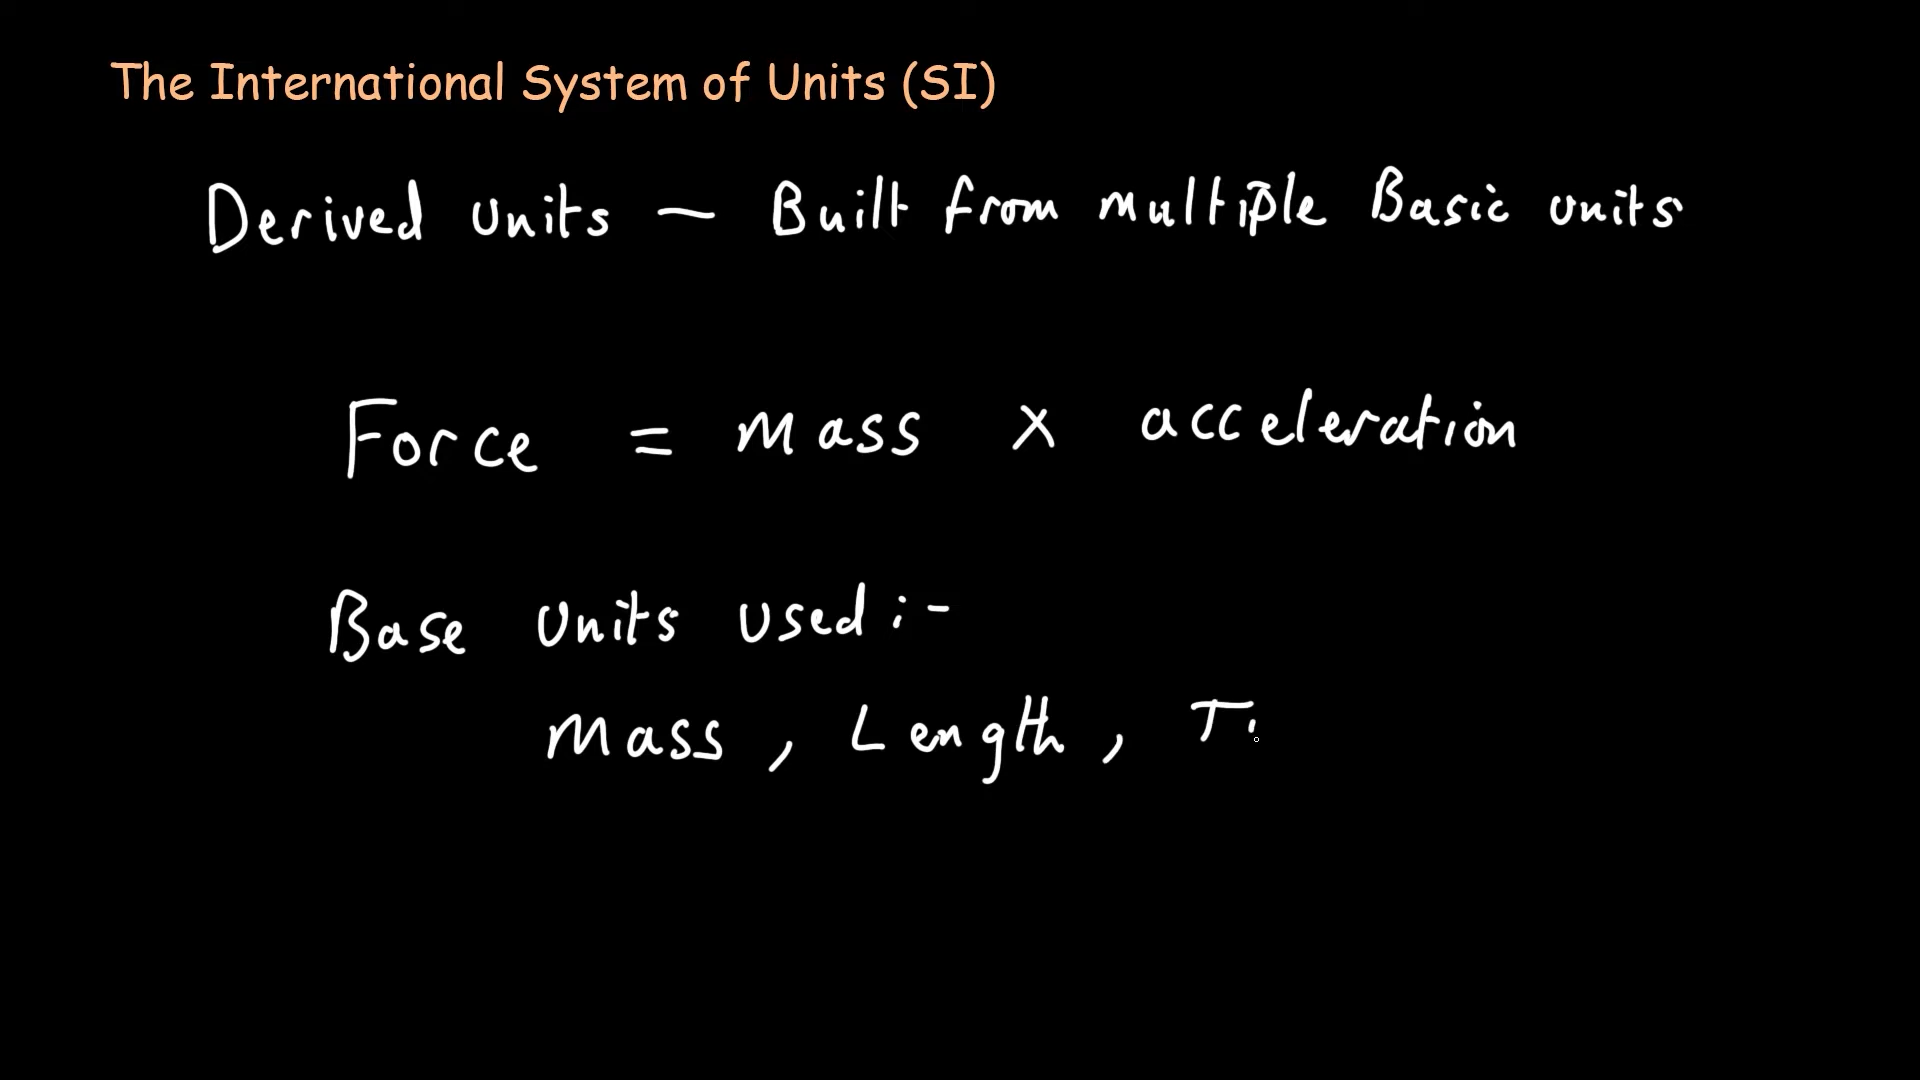 The International System of Units (SI)
Derived units – Built from multiple Basic units
Force = mass x acceleration
Base units used :-
mass , Length , Ti